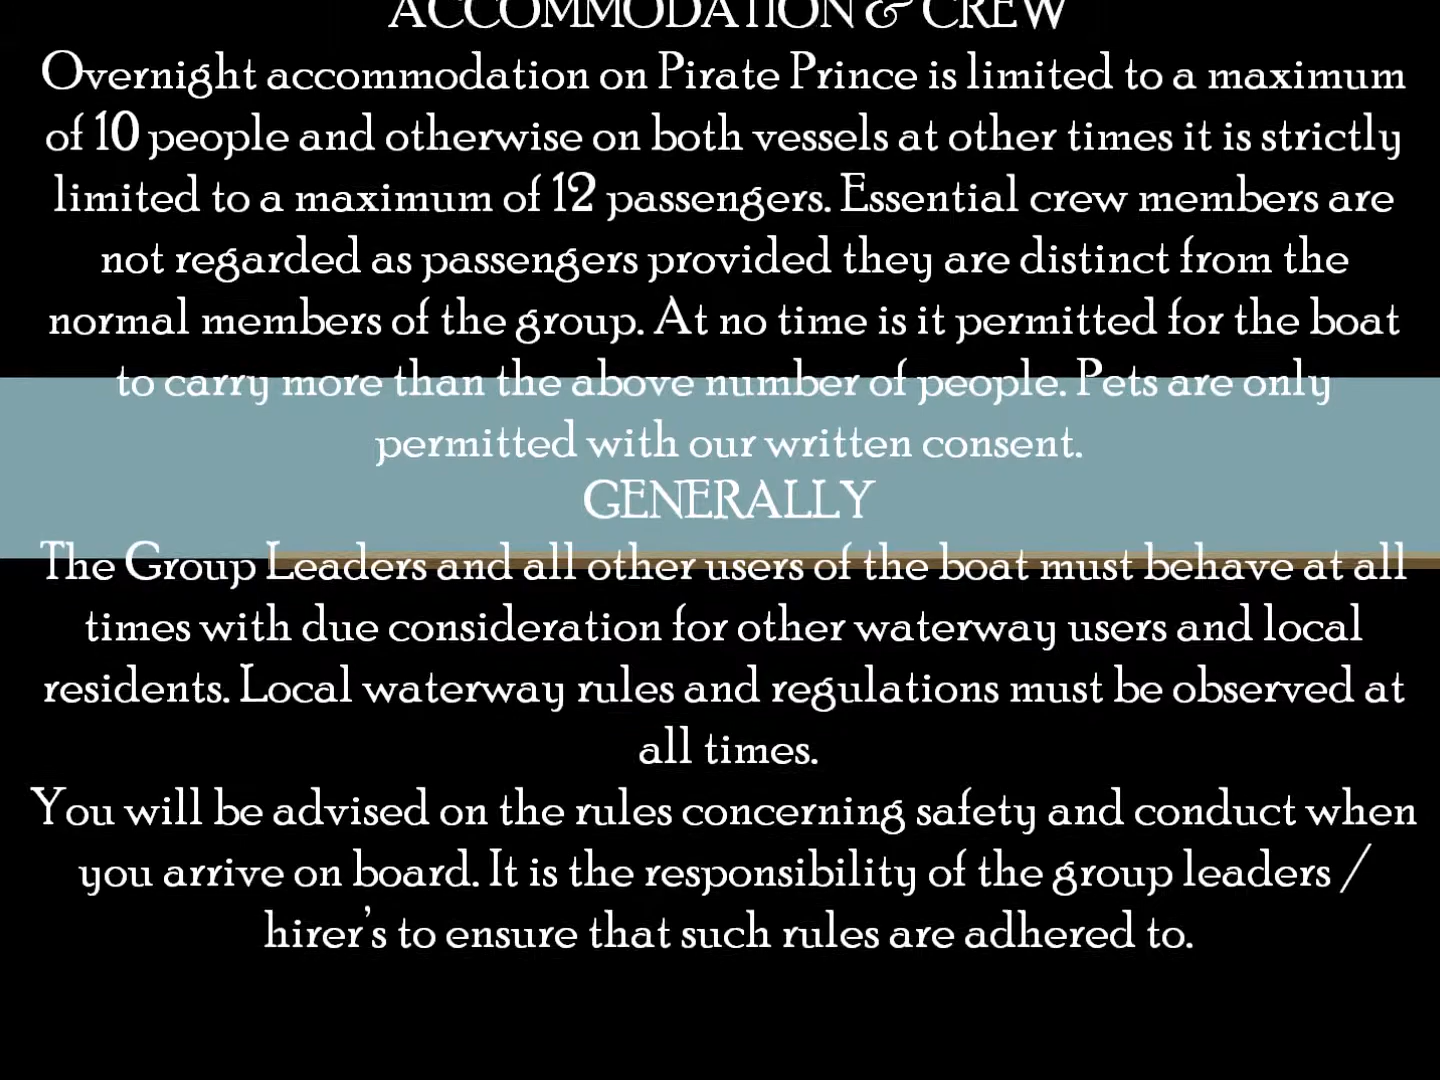 ACCOMMODATION & CREW
Overnight accommodation on Pirate Prince is limited to a maximum
of 10 people and otherwise on both vessels at other times it is strictly
limited to a maximum of 12 passengers. Essential crew members are
not regarded as passengers provided they are distinct from the
normal members of the group. At no time is it permitted for the boat
to carry more than the above number of people. Pets are only
permitted with our written consent.
GENERALLY
The Group Leaders and all other users of the boat must behave at all
times with due consideration for other waterway users and local
residents. Local waterway rules and regulations must be observed at
all times.
You will be advised on the rules concerning safety and conduct when
you arrive on board. It is the responsibility of the group leaders /
hirer's to ensure that such rules are adhered to.